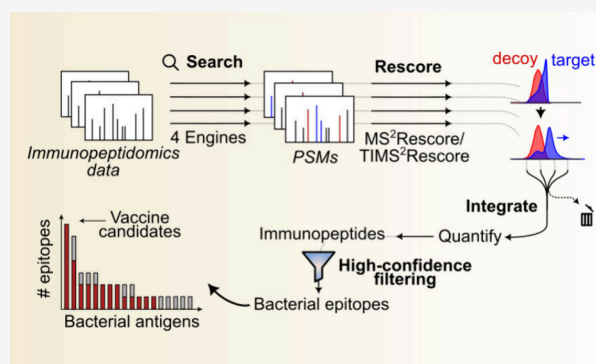 Search
Rescore
decoy target
4 Engines
MS²Rescore/
TIMS²Rescore
Immunopeptidomics
data
PSMs
Integrate
Vaccine
candidates
Immunopeptides
Quantify
High-confidence
filtering
Bacterial epitopes
# epitopes
Bacterial antigens